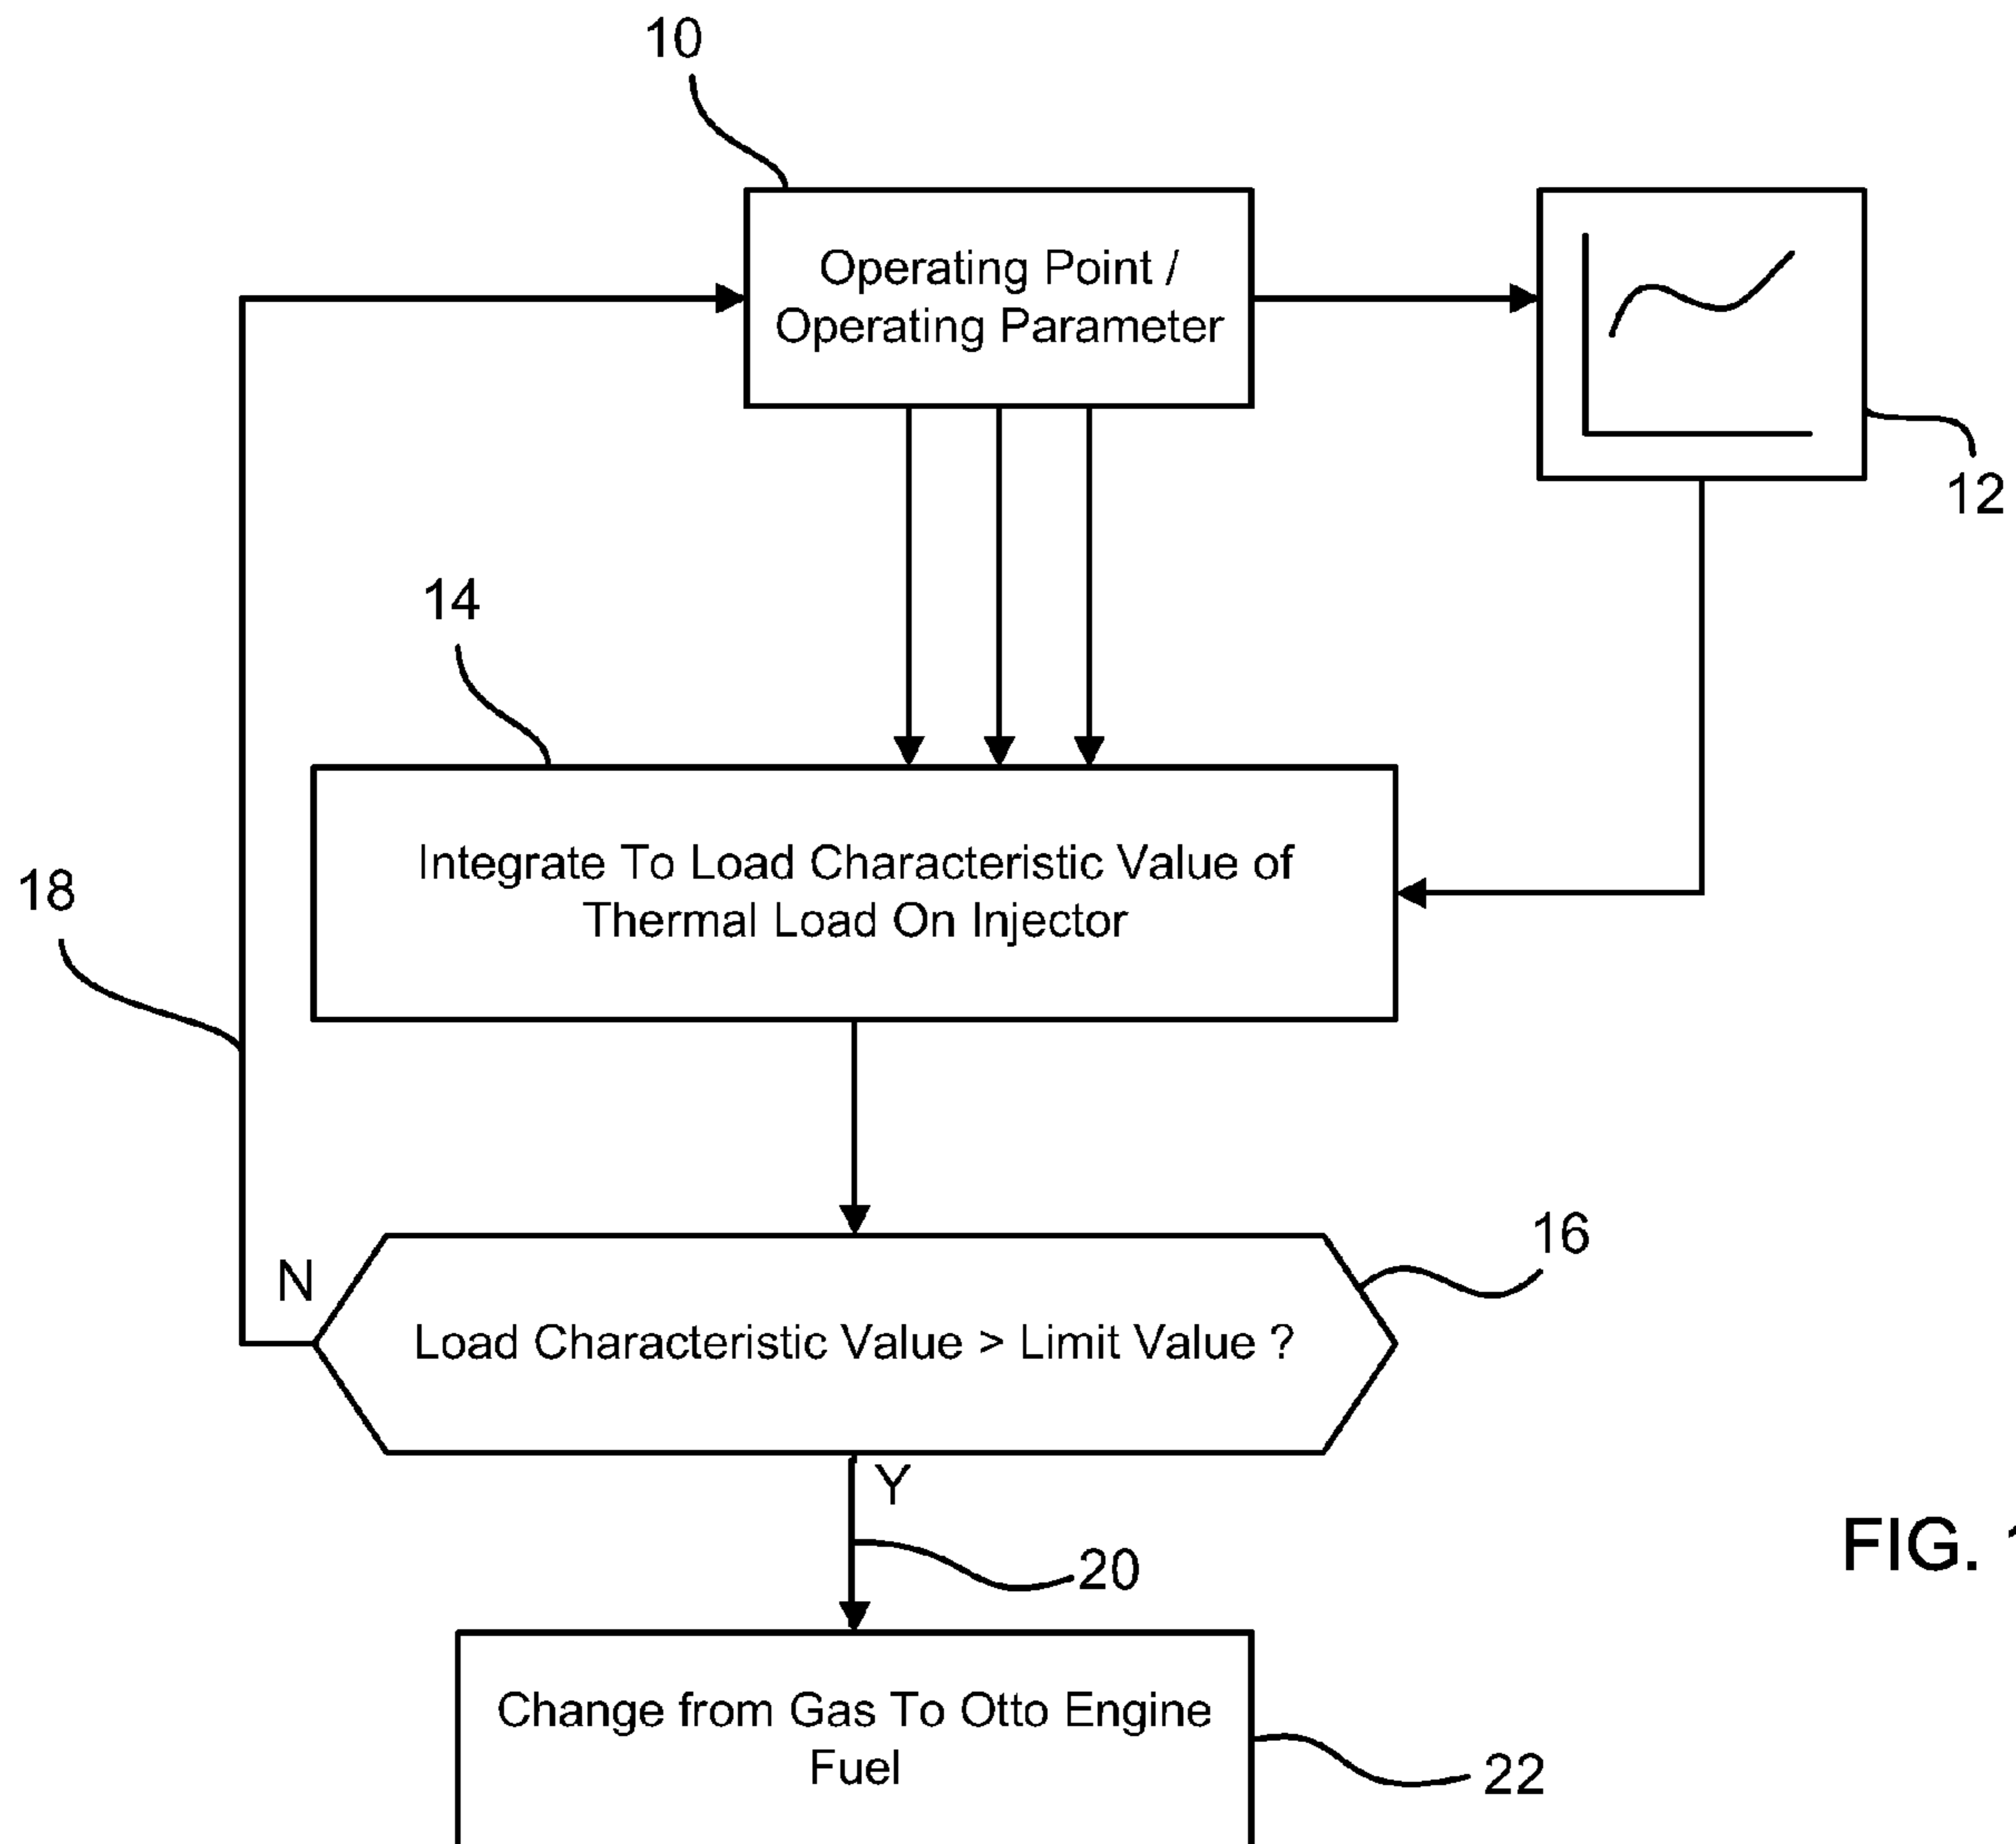 10
Operating Point /
Operating Parameter
12
14
Integrate To Load Characteristic Value of
Thermal Load On Injector
18
16
N
Load Characteristic Value > Limit Value ?
Y
20
FIG. 1
Change from Gas To Otto Engine
Fuel
22